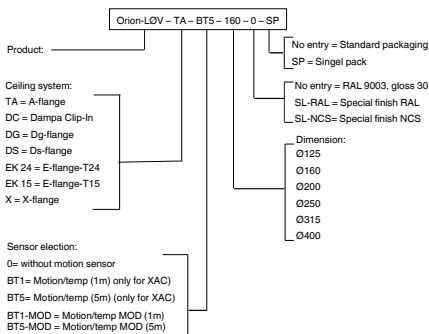 Orion-LØV – TA – BT5 – 160 – 0 – SP
Product:
No entry = Standard packaging
SP = Singel pack
Ceiling system:
TA = A-flange
DC = Dampa Clip-In
DG = Dg-flange
DS = Ds-flange
EK 24 = E-flange-T24
EK 15 = E-flange-T15
X = X-flange
No entry = RAL 9003, gloss 30
SL-RAL = Special finish RAL
SL-NCS= Special finish NCS
Dimension:
Ø125
Ø160
Ø200
Ø250
Ø315
Ø400
Sensor election:
0= without motion sensor
BT1= Motion/temp (1m) only for XAC)
BT5= Motion/temp (5m) (only for XAC)
BT1-MOD = Motion/temp MOD (1m)
BT5-MOD = Motion/temp MOD (5m)